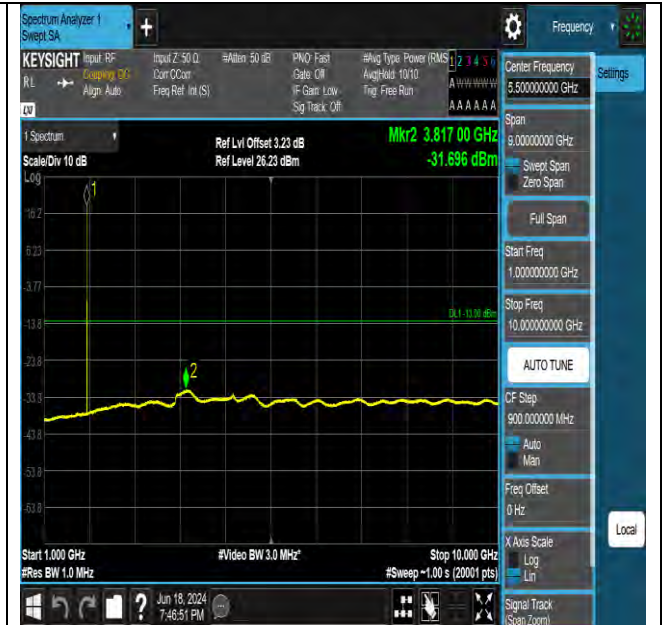 Spectrum Analyzer 1
Swept SA
+
Frequency
KEYSIGHT
RL
LV
Input: RF
Coupling: DC
Align: Auto
Input Z: 50 Ω
Corr CCorr
Freq Ref: Int (S)
#Atten: 50 dB
PNO: Fast
Gate: Off
IF Gain: Low
Sig Track: Off
#Avg Type: Power (RMS
Avg|Hold: 10/10
Trig: Free Run
1 2 3 4 5 6
A W W W W W
A A A A A A
1 Spectrum
Scale/Div 10 dB
Log
Ref Lvl Offset 3.23 dB
Ref Level 26.23 dBm
Mkr2 3.817 00 GHz
-31.696 dBm
1
16.2
6.23
-3.77
DL1 -13.00 dBm
-13.8
-23.8
2
-33.8
-43.8
-53.8
-63.8
Start 1.000 GHz
#Res BW 1.0 MHz
#Video BW 3.0 MHz*
Stop 10.000 GHz
#Sweep ~1.00 s (20001 pts)
?
Jun 18, 2024
7:46:51 PM
Center Frequency
5.500000000 GHz
Settings
Span
9.00000000 GHz
Swept Span
Zero Span
Full Span
Start Freq
1.000000000 GHz
Stop Freq
10.000000000 GHz
AUTO TUNE
CF Step
900.000000 MHz
Auto
Man
Freq Offset
0 Hz
X Axis Scale
Log
Lin
Local
Signal Track
(Span Zoom)